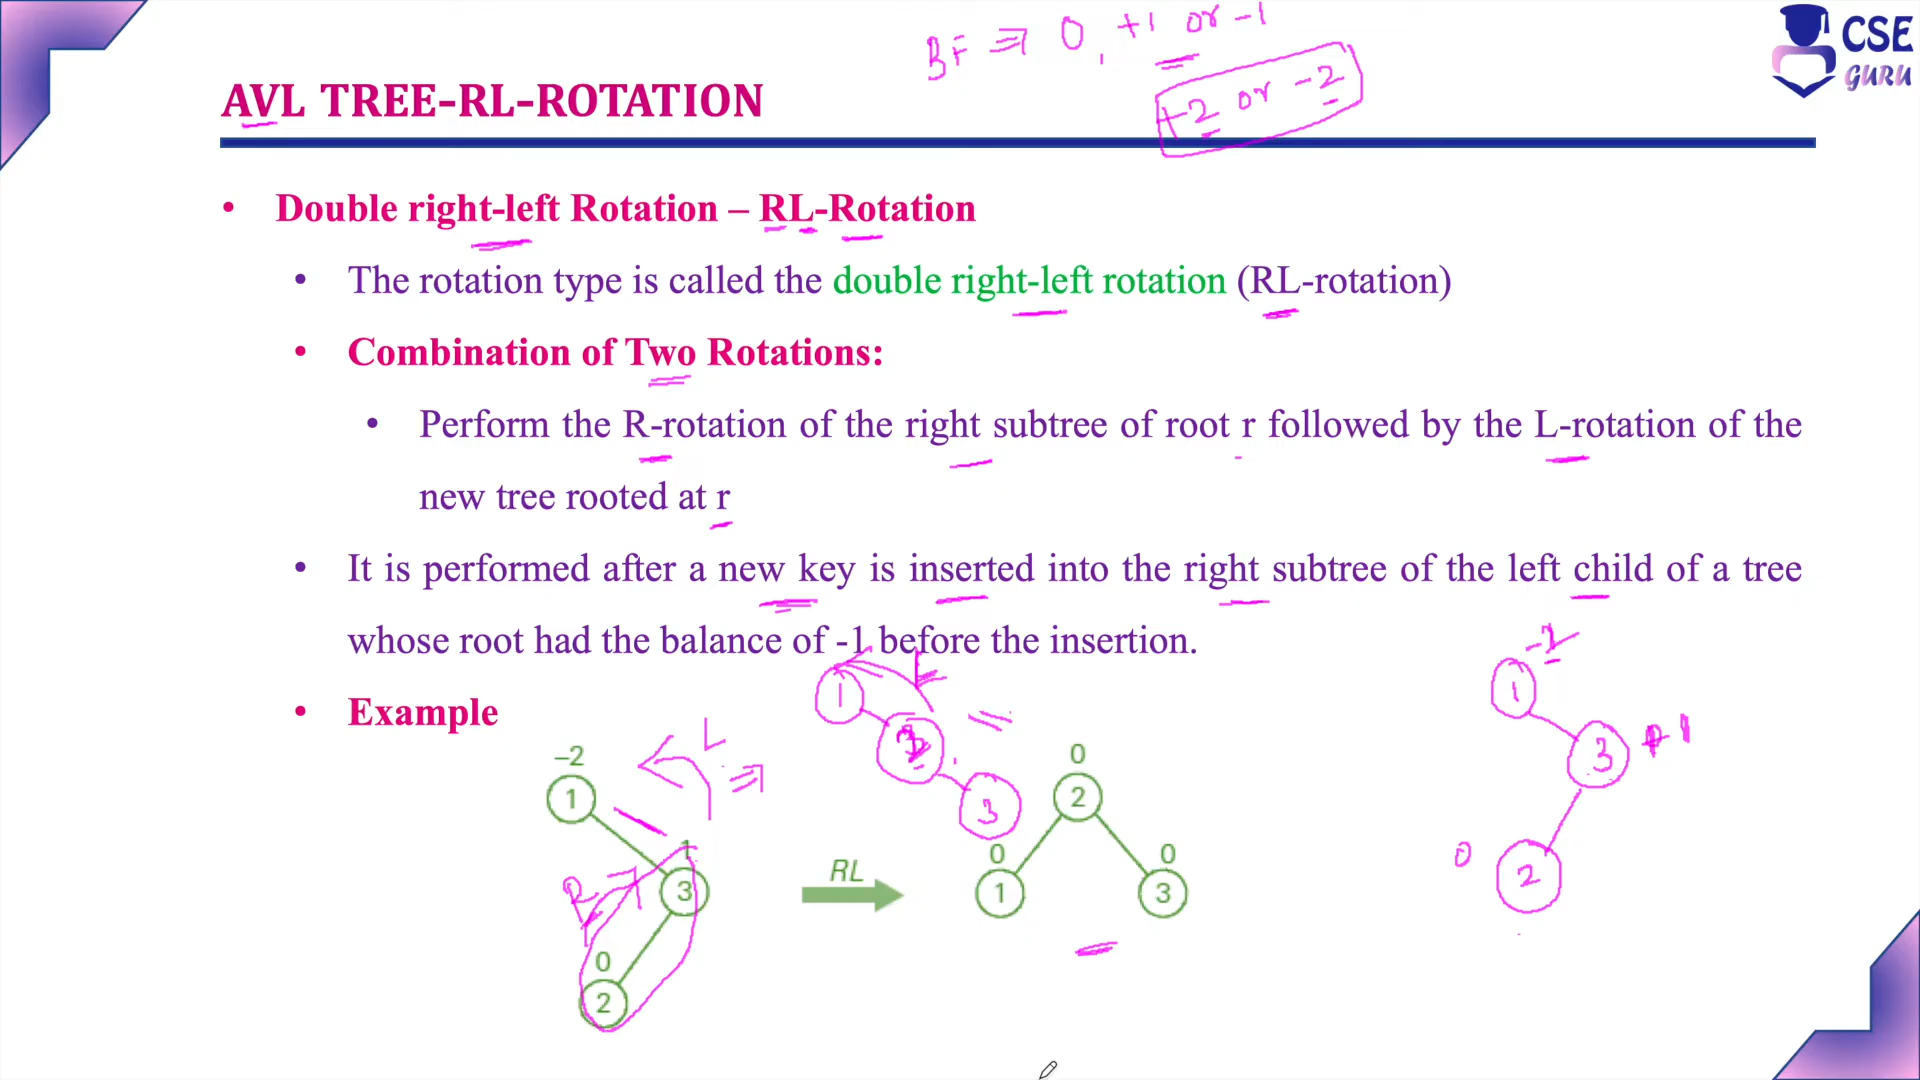 BF ⇒ 0, +1 or -1
CSE
GURU
+2 or -2
AVL TREE-RL-ROTATION
• Double right-left Rotation – RL-Rotation
• The rotation type is called the double right-left rotation (RL-rotation)
• Combination of Two Rotations:
• Perform the R-rotation of the right subtree of root r followed by the L-rotation of the
new tree rooted at r
• It is performed after a new key is inserted into the right subtree of the left child of a tree
whose root had the balance of -1 before the insertion.
• Example
-2
1
3 +1
0
2
1
L
3
−2
1
L ⇒
1
3
R
0
2
RL
0
2
0 0
1 3